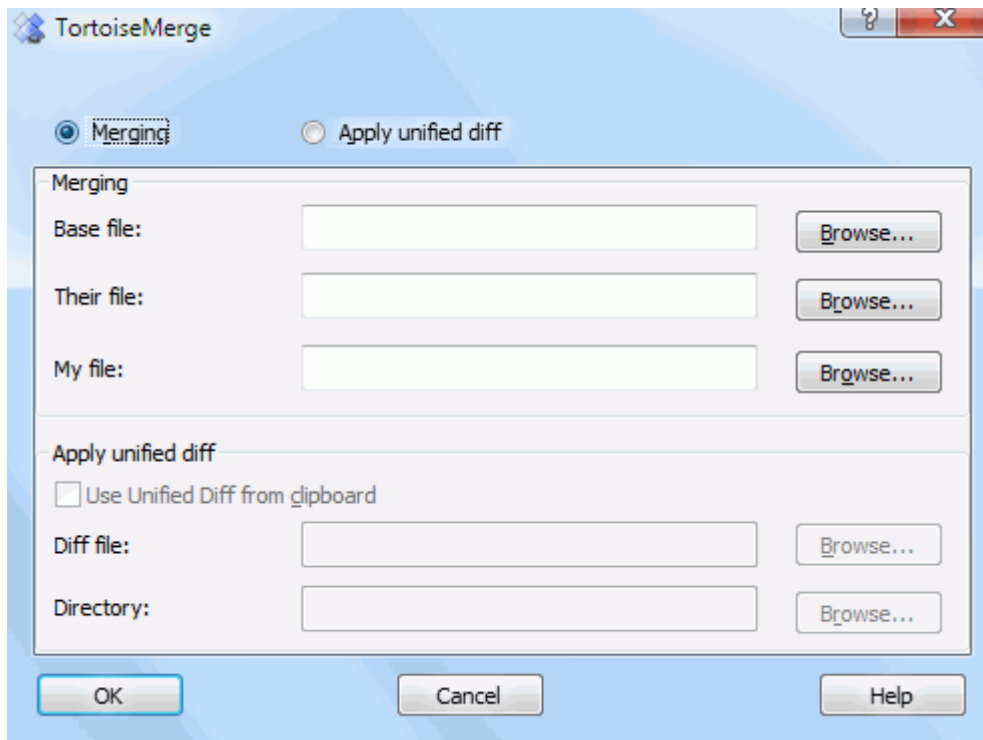 TortoiseMerge
Merging Apply unified diff
Merging
Base file: Browse...
Their file: Browse...
My file: Browse...
Apply unified diff
Use Unified Diff from clipboard
Diff file: Browse...
Directory: Browse...
OK Cancel Help